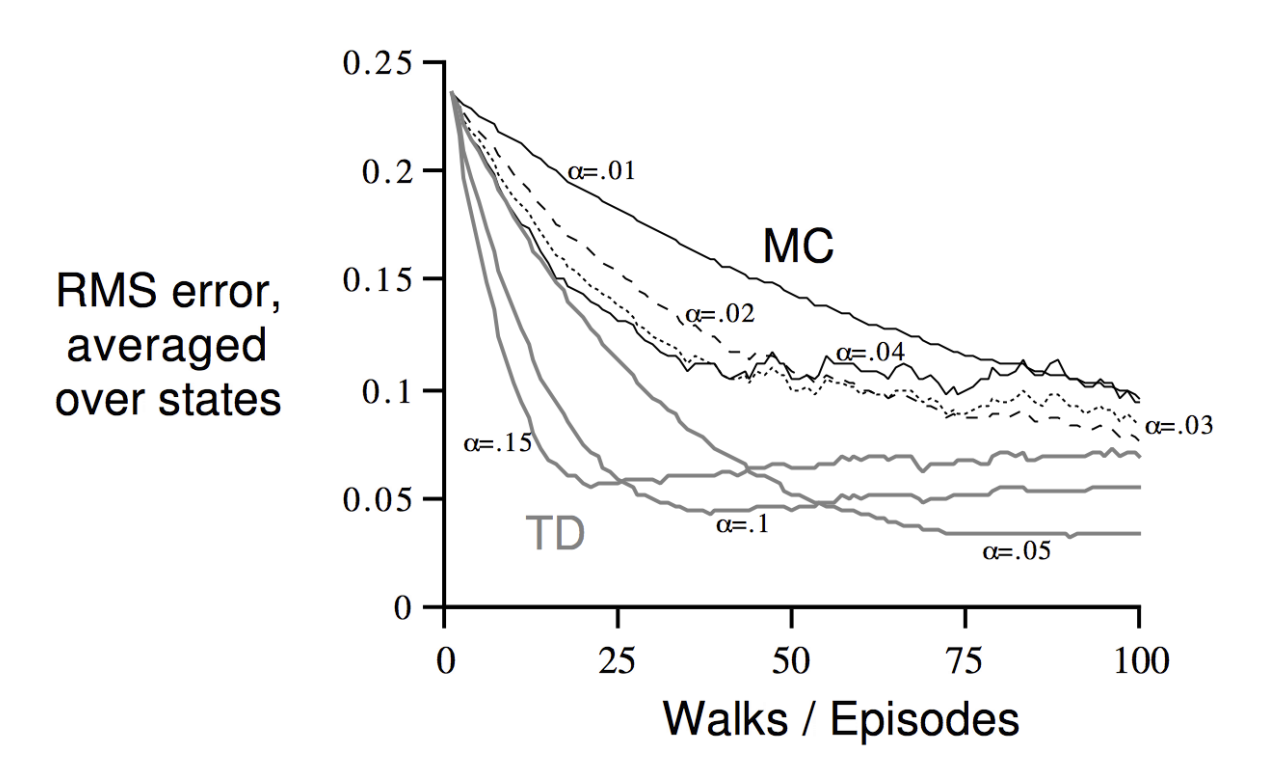 0.25
0.2
0.15
0.1
0.05
0
RMS error,
averaged
over states
α=.01
MC
α=.02
α=.04
α=.03
α=.15
TD
α=.1
α=.05
0 25 50 75 100
Walks / Episodes